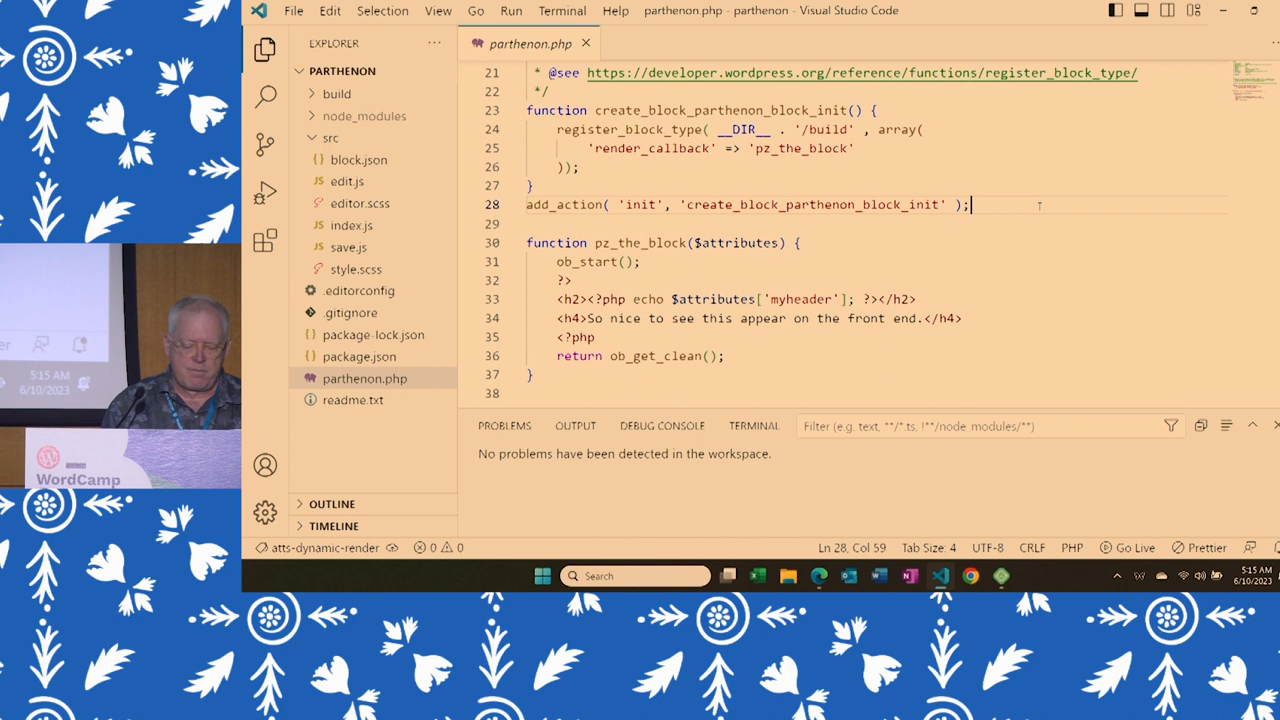 File Edit Selection View Go Run Terminal Help parthenon.php - parthenon - Visual Studio Code
EXPLORER
parthenon.php
PARTHENON
build
node_modules
src
block.json
edit.js
editor.scss
index.js
save.js
style.scss
.editorconfig
.gitignore
package-lock.json
package.json
parthenon.php
readme.txt
OUTLINE
TIMELINE
21 * @see https://developer.wordpress.org/reference/functions/register_block_type/
22 */
23 function create_block_parthenon_block_init() {
24 register_block_type( __DIR__ . '/build' , array(
25 'render_callback' => 'pz_the_block'
26 ));
27 }
28 add_action( 'init', 'create_block_parthenon_block_init' );
29
30 function pz_the_block($attributes) {
31 ob_start();
32 ?>
33 <h2><?php echo $attributes['myheader']; ?></h2>
34 <h4>So nice to see this appear on the front end.</h4>
35 <?php
36 return ob_get_clean();
37 }
38
PROBLEMS OUTPUT DEBUG CONSOLE TERMINAL Filter (e.g. text, **/*.ts, !**/node_modules/**)
No problems have been detected in the workspace.
atts-dynamic-render 0 0 Ln 28, Col 59 Tab Size: 4 UTF-8 CRLF PHP Go Live Prettier
Search
5:15 AM
6/10/2023
5:15 AM
6/10/2023
WordCamp